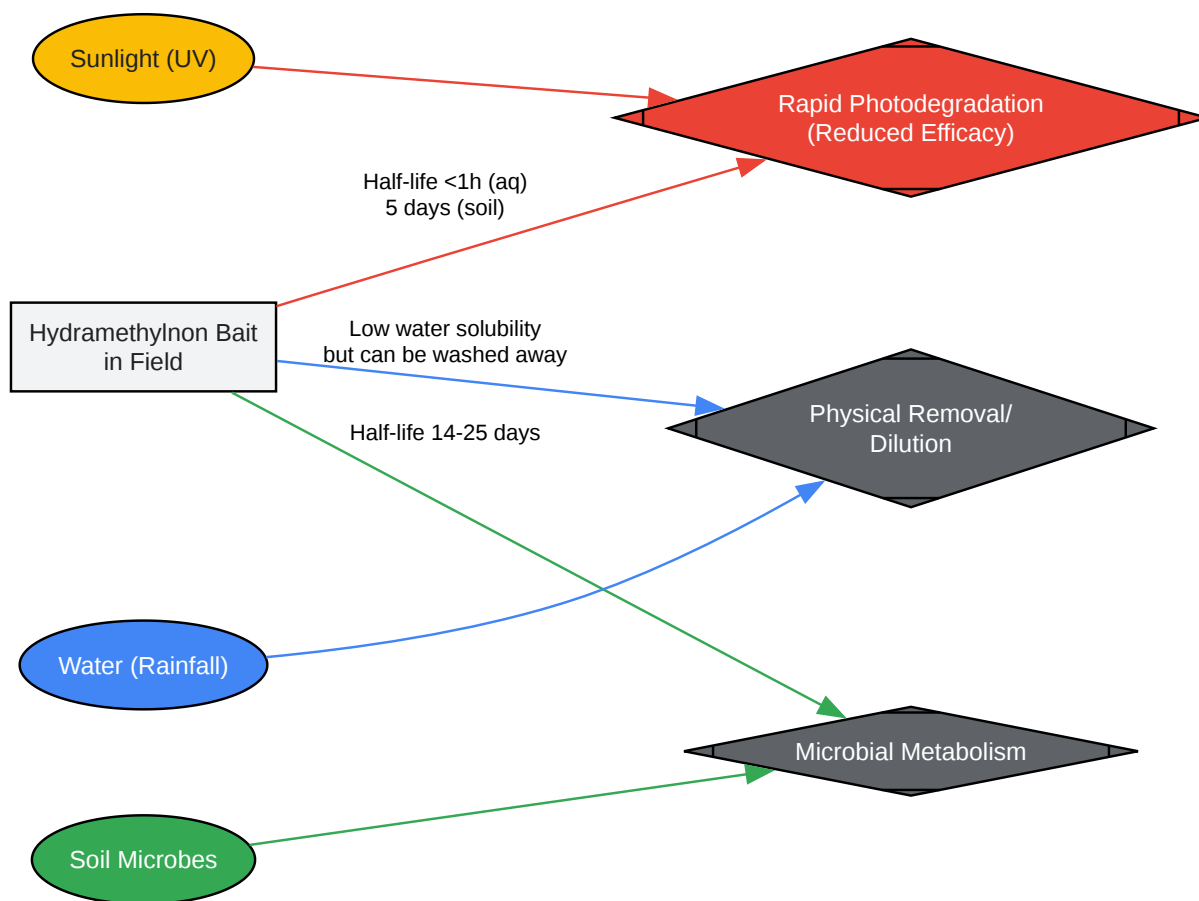 Sunlight (UV)
Rapid Photodegradation
(Reduced Efficacy)
Half-life <1h (aq)
5 days (soil)
Hydramethylnon Bait
in Field
Low water solubility
but can be washed away
Physical Removal/
Dilution
Half-life 14-25 days
Water (Rainfall)
Microbial Metabolism
Soil Microbes